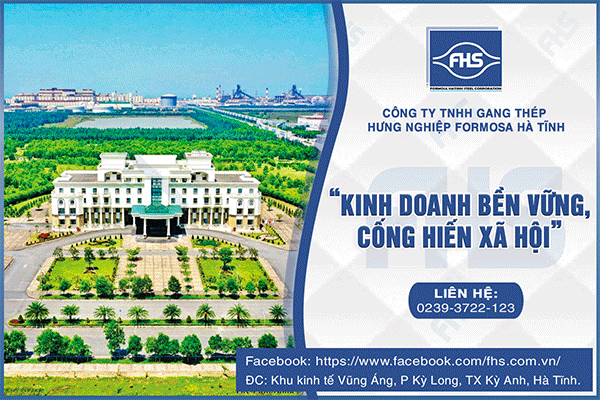 FHS
FORMOSA HATINH STEEL CORPORATION
CÔNG TY TNHH GANG THÉP
HƯNG NGHIỆP FORMOSA HÀ TĨNH
“KINH DOANH BỀN VỮNG,
CỐNG HIẾN XÃ HỘI”
LIÊN HỆ:
0239-3722-123
Facebook: https://www.facebook.com/fhs.com.vn/
ĐC: Khu kinh tế Vũng Áng, P Kỳ Long, TX Kỳ Anh, Hà Tĩnh.